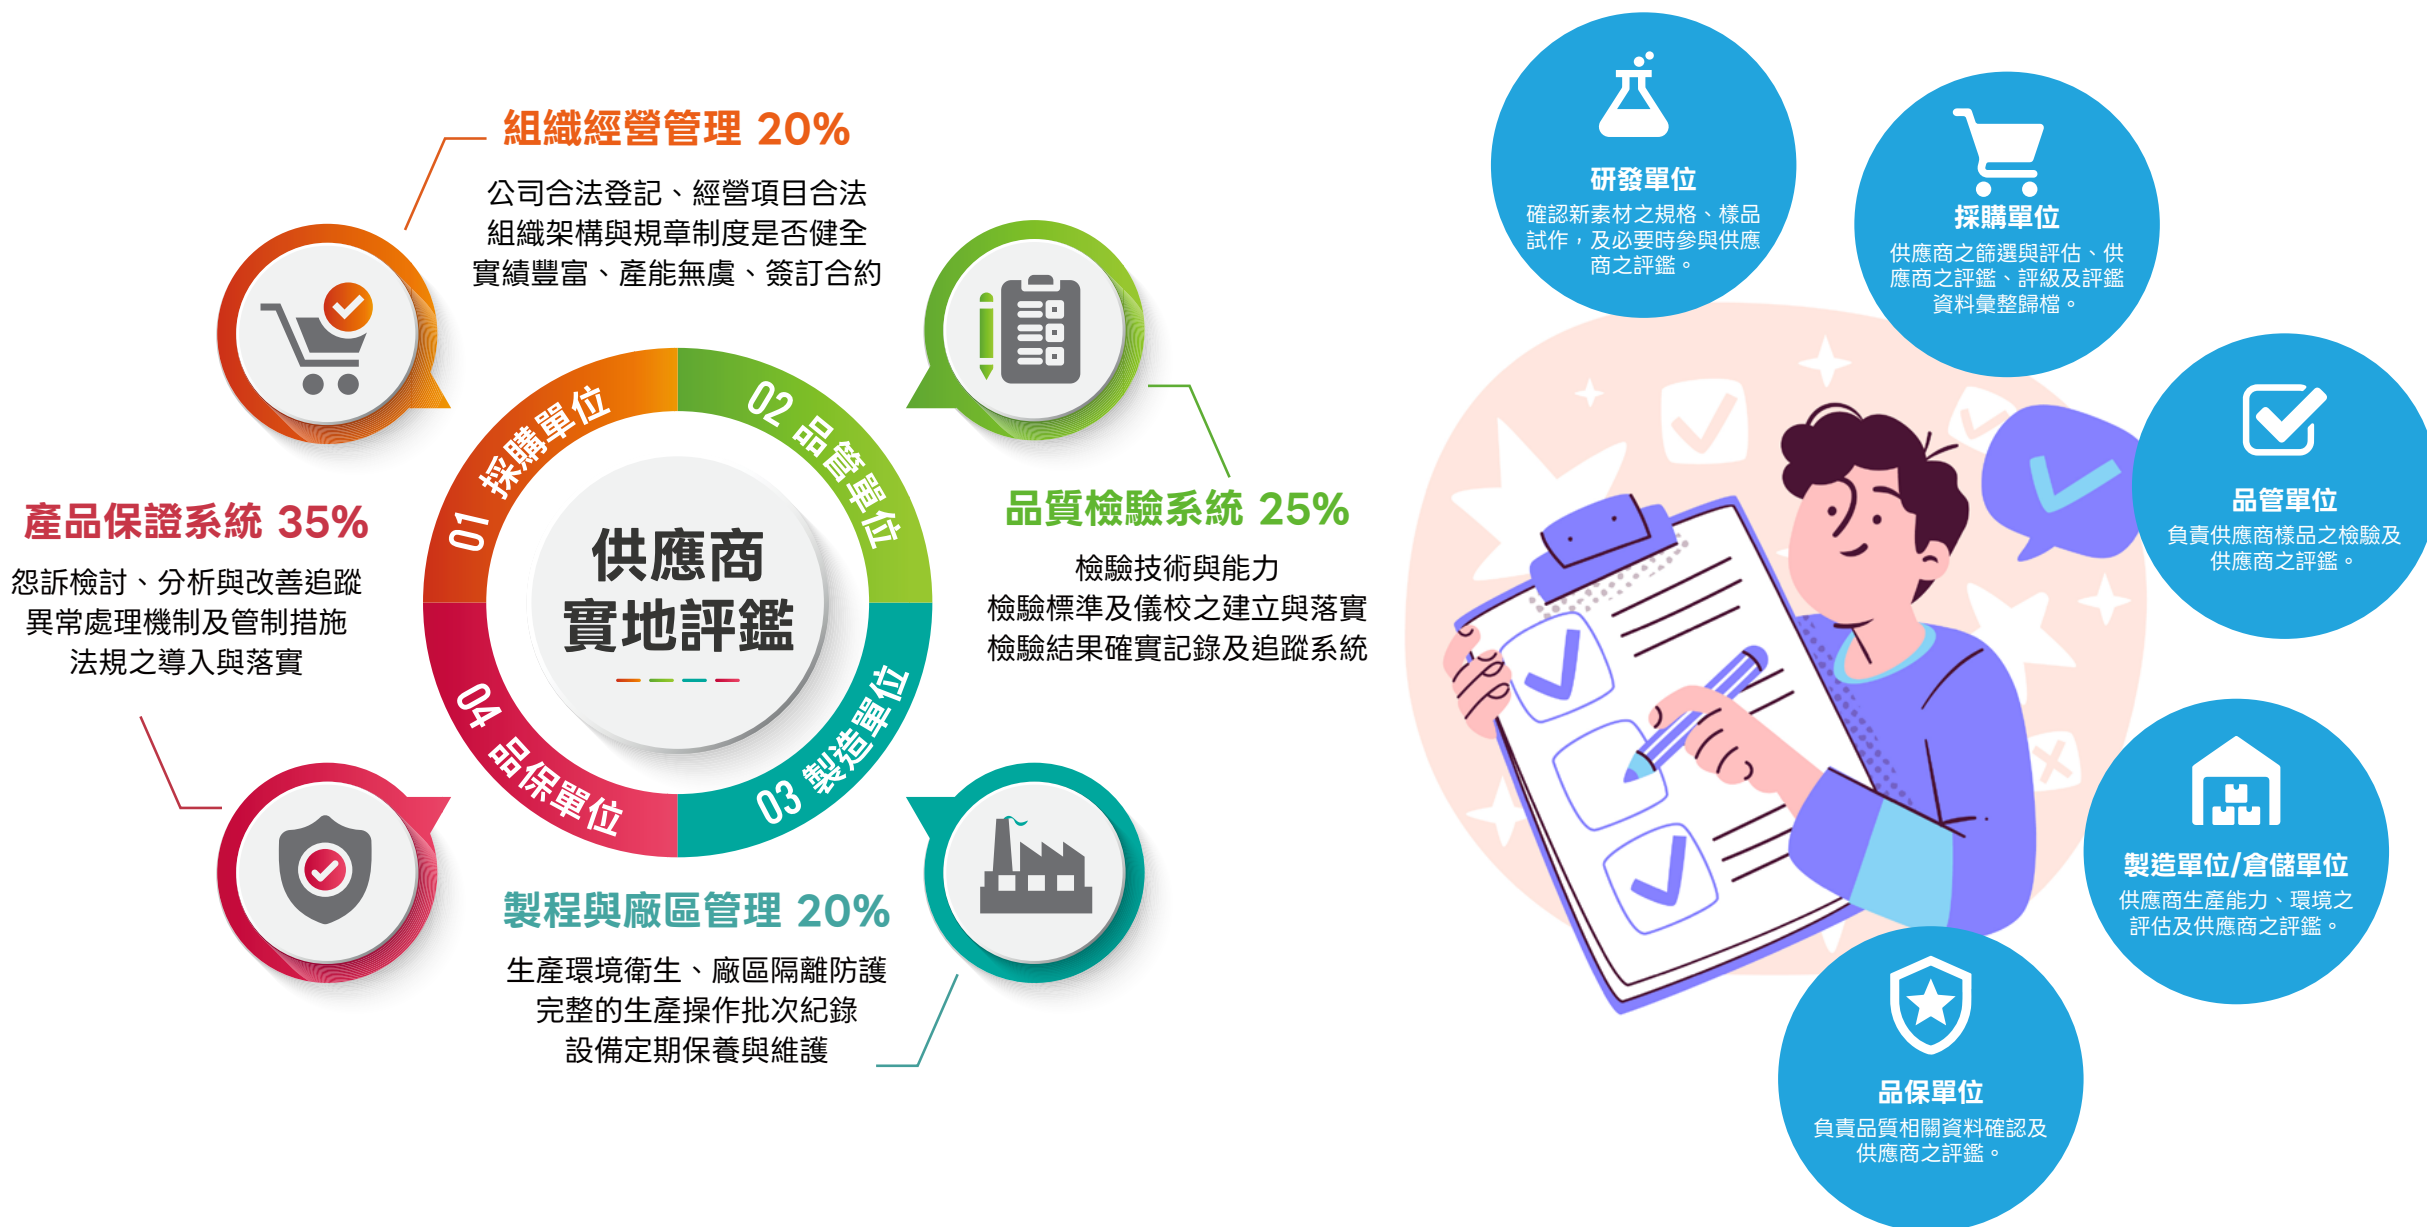 組織經營管理 20%
公司合法登記、經營項目合法
組織架構與規章制度是否健全
實績豐富、產能無虞、簽訂合約
產品保證系統 35%
怨訴檢討、分析與改善追蹤
異常處理機制及管制措施
法規之導入與落實
01 採購單位
02 品管單位
03 製造單位
04 品保單位
供應商
實地評鑑
品質檢驗系統 25%
檢驗技術與能力
檢驗標準及儀校之建立與落實
檢驗結果確實記錄及追蹤系統
製程與廠區管理 20%
生產環境衛生、廠區隔離防護
完整的生產操作批次紀錄
設備定期保養與維護
研發單位
確認新素材之規格、樣品
試作，及必要時參與供應
商之評鑑。
採購單位
供應商之篩選與評估、供
應商之評鑑、評級及評鑑
資料彙整歸檔。
品管單位
負責供應商樣品之檢驗及
供應商之評鑑。
製造單位/倉儲單位
供應商生產能力、環境之
評估及供應商之評鑑。
品保單位
負責品質相關資料確認及
供應商之評鑑。